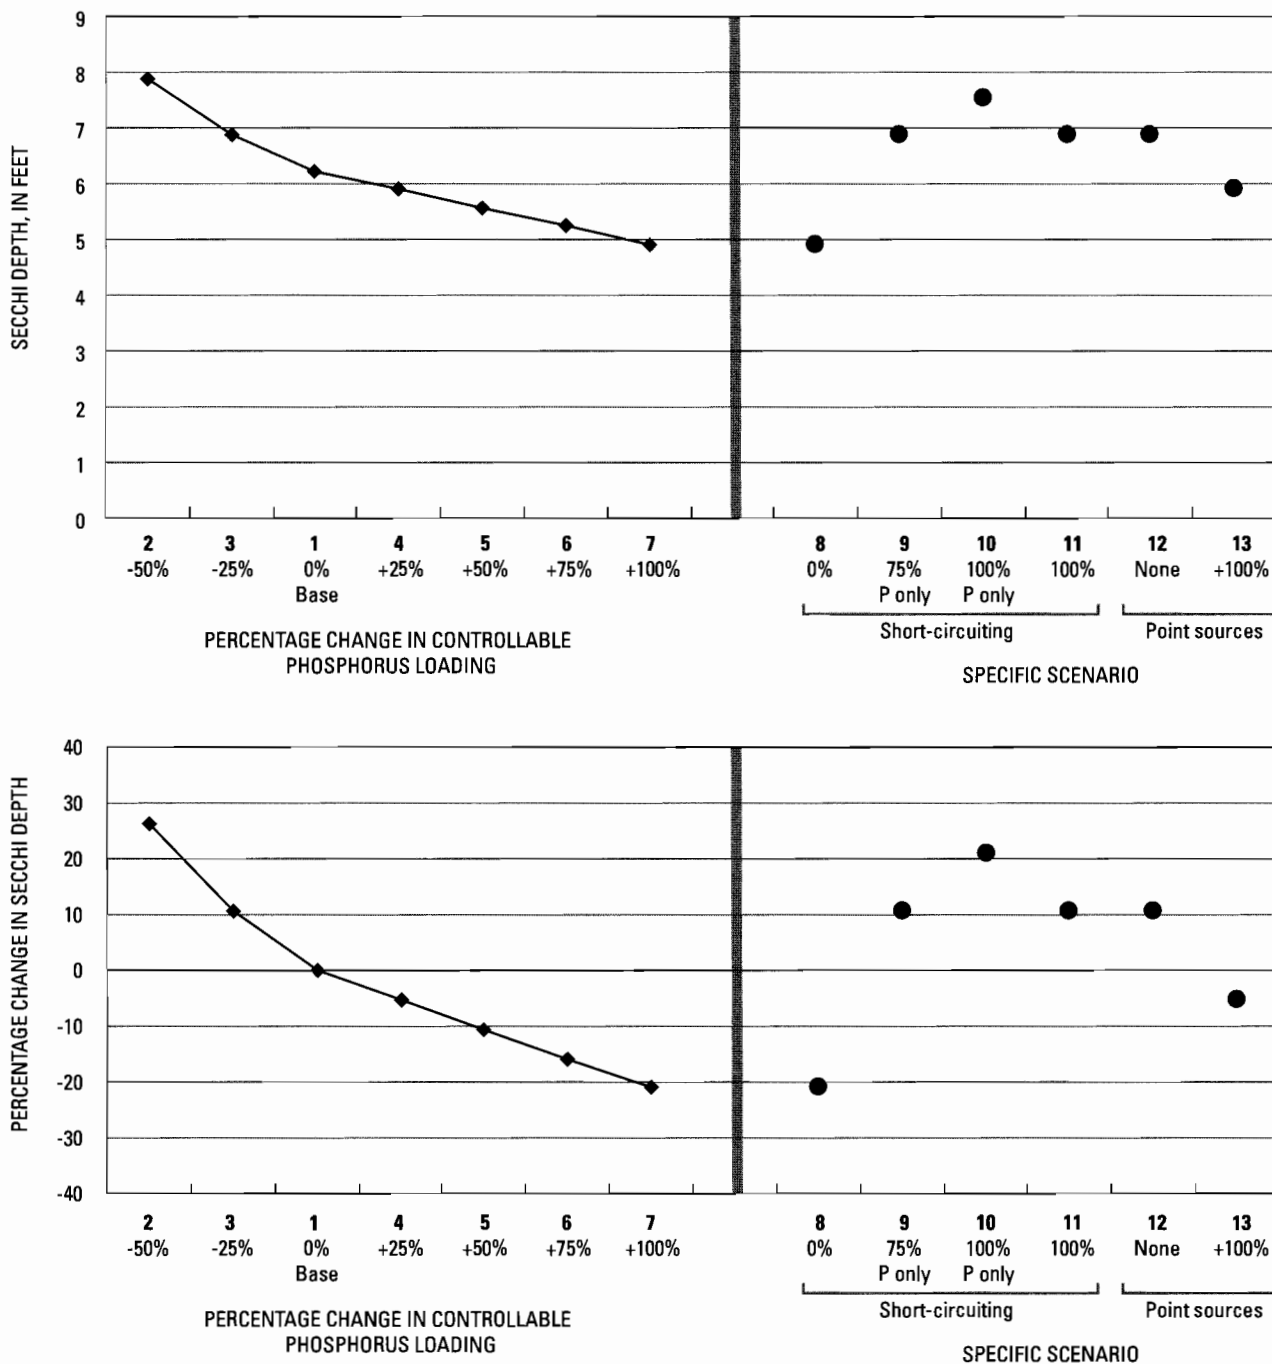 SECCHI DEPTH, IN FEET
9
8
7
6
5
4
3
2
1
0
2 3 1 4 5 6 7 8 9 10 11 12 13
-50% -25% 0% +25% +50% +75% +100% 0% 75% 100% 100% None +100%
Base P only P only
Short-circuiting Point sources
PERCENTAGE CHANGE IN CONTROLLABLE
PHOSPHORUS LOADING
SPECIFIC SCENARIO
PERCENTAGE CHANGE IN SECCHI DEPTH
40
30
20
10
0
-10
-20
-30
-40
2 3 1 4 5 6 7 8 9 10 11 12 13
-50% -25% 0% +25% +50% +75% +100% 0% 75% 100% 100% None +100%
Base P only P only
Short-circuiting Point sources
PERCENTAGE CHANGE IN CONTROLLABLE
PHOSPHORUS LOADING
SPECIFIC SCENARIO